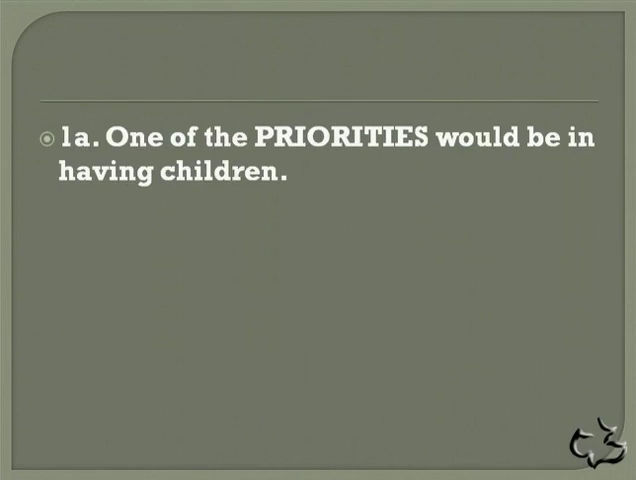 1a. One of the PRIORITIES would be in
having children.